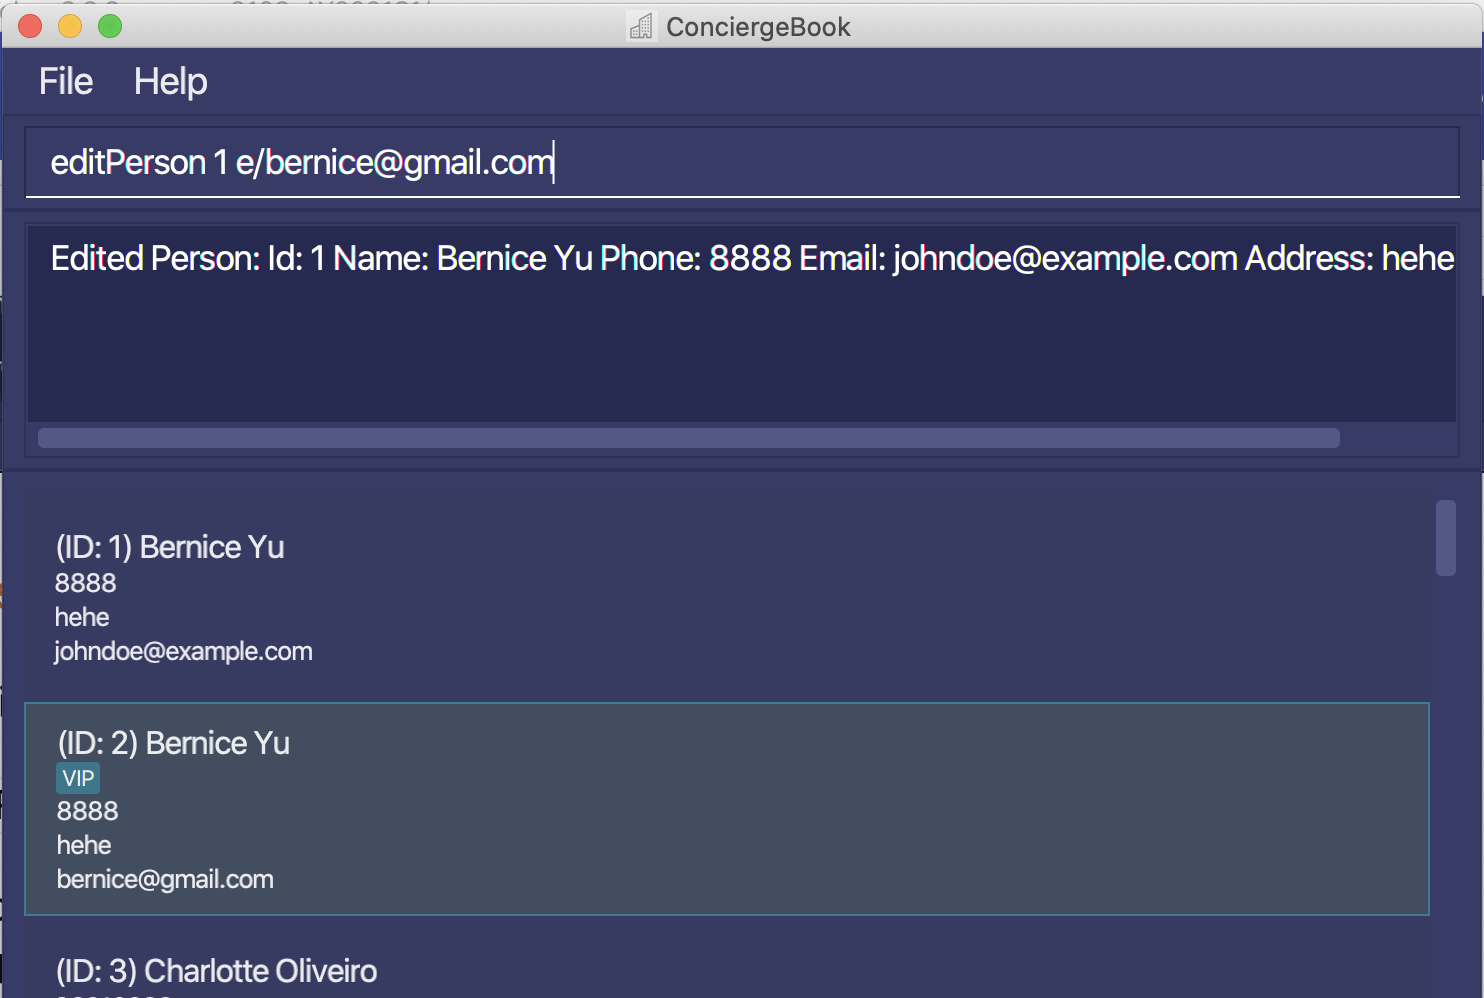 ConciergeBook
File Help
editPerson 1 e/bernice@gmail.com
Edited Person: Id: 1 Name: Bernice Yu Phone: 8888 Email: johndoe@example.com Address: hehe
(ID: 1) Bernice Yu
8888
hehe
johndoe@example.com
(ID: 2) Bernice Yu
VIP
8888
hehe
bernice@gmail.com
(ID: 3) Charlotte Oliveiro